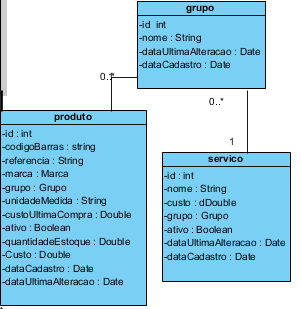 grupo
-id int
-nome : String
-dataUltimaAlteracao : Date
-dataCadastro : Date
0..*
0..*
1
produto
-id : int
-codigoBarras : string
-referencia : String
-marca : Marca
-grupo : Grupo
-unidadeMedida : String
-custoUltimaCompra : Double
-ativo : Boolean
-quantidadeEstoque : Double
-Custo : Double
-dataCadastro : Date
-dataUltimaAlteracao : Date
servico
-id : int
-nome : String
-custo : dDouble
-grupo : Grupo
-ativo : Boolean
-dataUltimaAlteracao : Date
-dataCadastro : Date